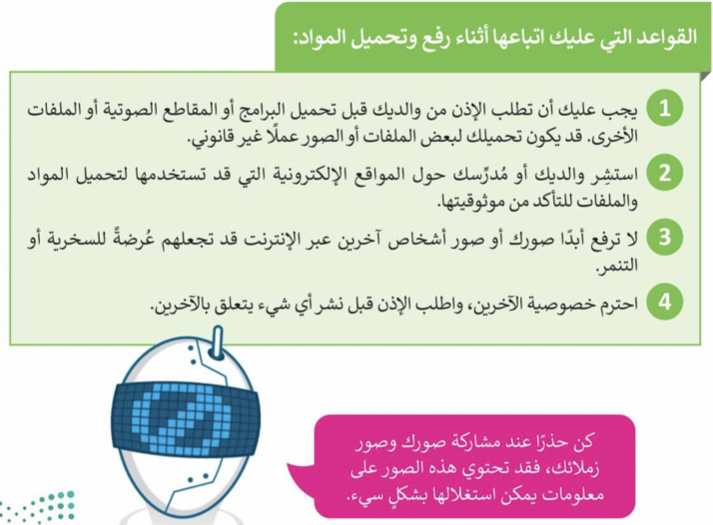 القواعد التي عليك اتباعها أثناء رفع وتحميل المواد:
1 يجب عليك أن تطلب الإذن من والديك قبل تحميل البرامج أو المقاطع الصوتية أو الملفات
الأخرى. قد يكون تحميلك لبعض الملفات أو الصور عملًا غير قانوني.
2 استشِر والديك أو مُدرِّسك حول المواقع الإلكترونية التي قد تستخدمها لتحميل المواد
والملفات للتأكد من موثوقيتها.
3 لا ترفع أبدًا صورك أو صور أشخاص آخرين عبر الإنترنت قد تجعلهم عُرضةً للسخرية أو
التنمر.
4 احترم خصوصية الآخرين، واطلب الإذن قبل نشر أي شيء يتعلق بالآخرين.
كن حذرًا عند مشاركة صورك وصور
زملائك، فقد تحتوي هذه الصور على
معلومات يمكن استغلالها بشكلٍ سيء.